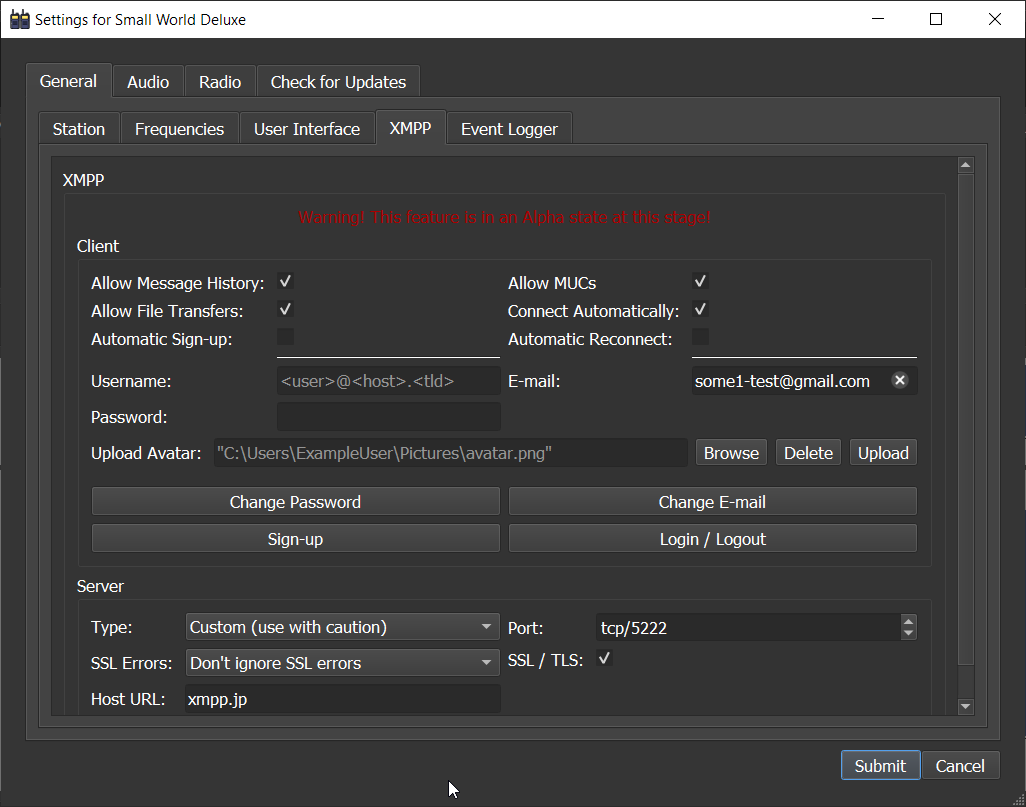 Settings for Small World Deluxe
General Audio Radio Check for Updates
Station Frequencies User Interface XMPP Event Logger
XMPP
Warning! This feature is in an Alpha state at this stage!
Client
Allow Message History: Allow MUCs
Allow File Transfers: Connect Automatically:
Automatic Sign-up: Automatic Reconnect:
Username: <user>@<host>.<tld> E-mail: some1-test@gmail.com
Password:
Upload Avatar: "C:\Users\ExampleUser\Pictures\avatar.png" Browse Delete Upload
Change Password Change E-mail
Sign-up Login / Logout
Server
Type: Custom (use with caution) Port: tcp/5222
SSL Errors: Don't ignore SSL errors SSL / TLS:
Host URL: xmpp.jp
Submit Cancel